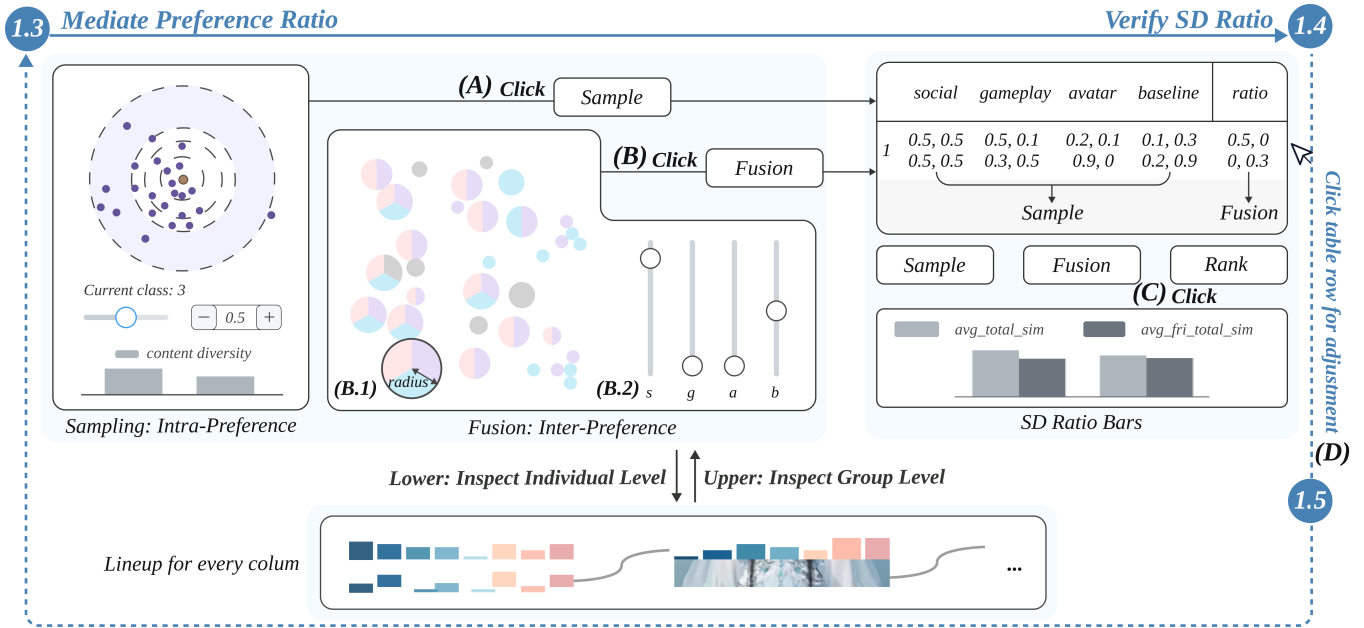 1.3 Mediate Preference Ratio
Verify SD Ratio 1.4
(A) Click Sample
(B) Click Fusion
Current class: 3
− 0.5 +
content diversity
Sampling: Intra-Preference
radius
(B.1)
(B.2) s g a b
Fusion: Inter-Preference
social gameplay avatar baseline ratio
1 0.5, 0.5 0.5, 0.1 0.2, 0.1 0.1, 0.3 0.5, 0
0.5, 0.5 0.3, 0.5 0.9, 0 0.2, 0.9 0, 0.3
Sample Fusion
Sample Fusion Rank
(C) Click
avg_total_sim avg_fri_total_sim
SD Ratio Bars
Click table row for adjustment
(D)
1.5
Lower: Inspect Individual Level Upper: Inspect Group Level
Lineup for every colum
...